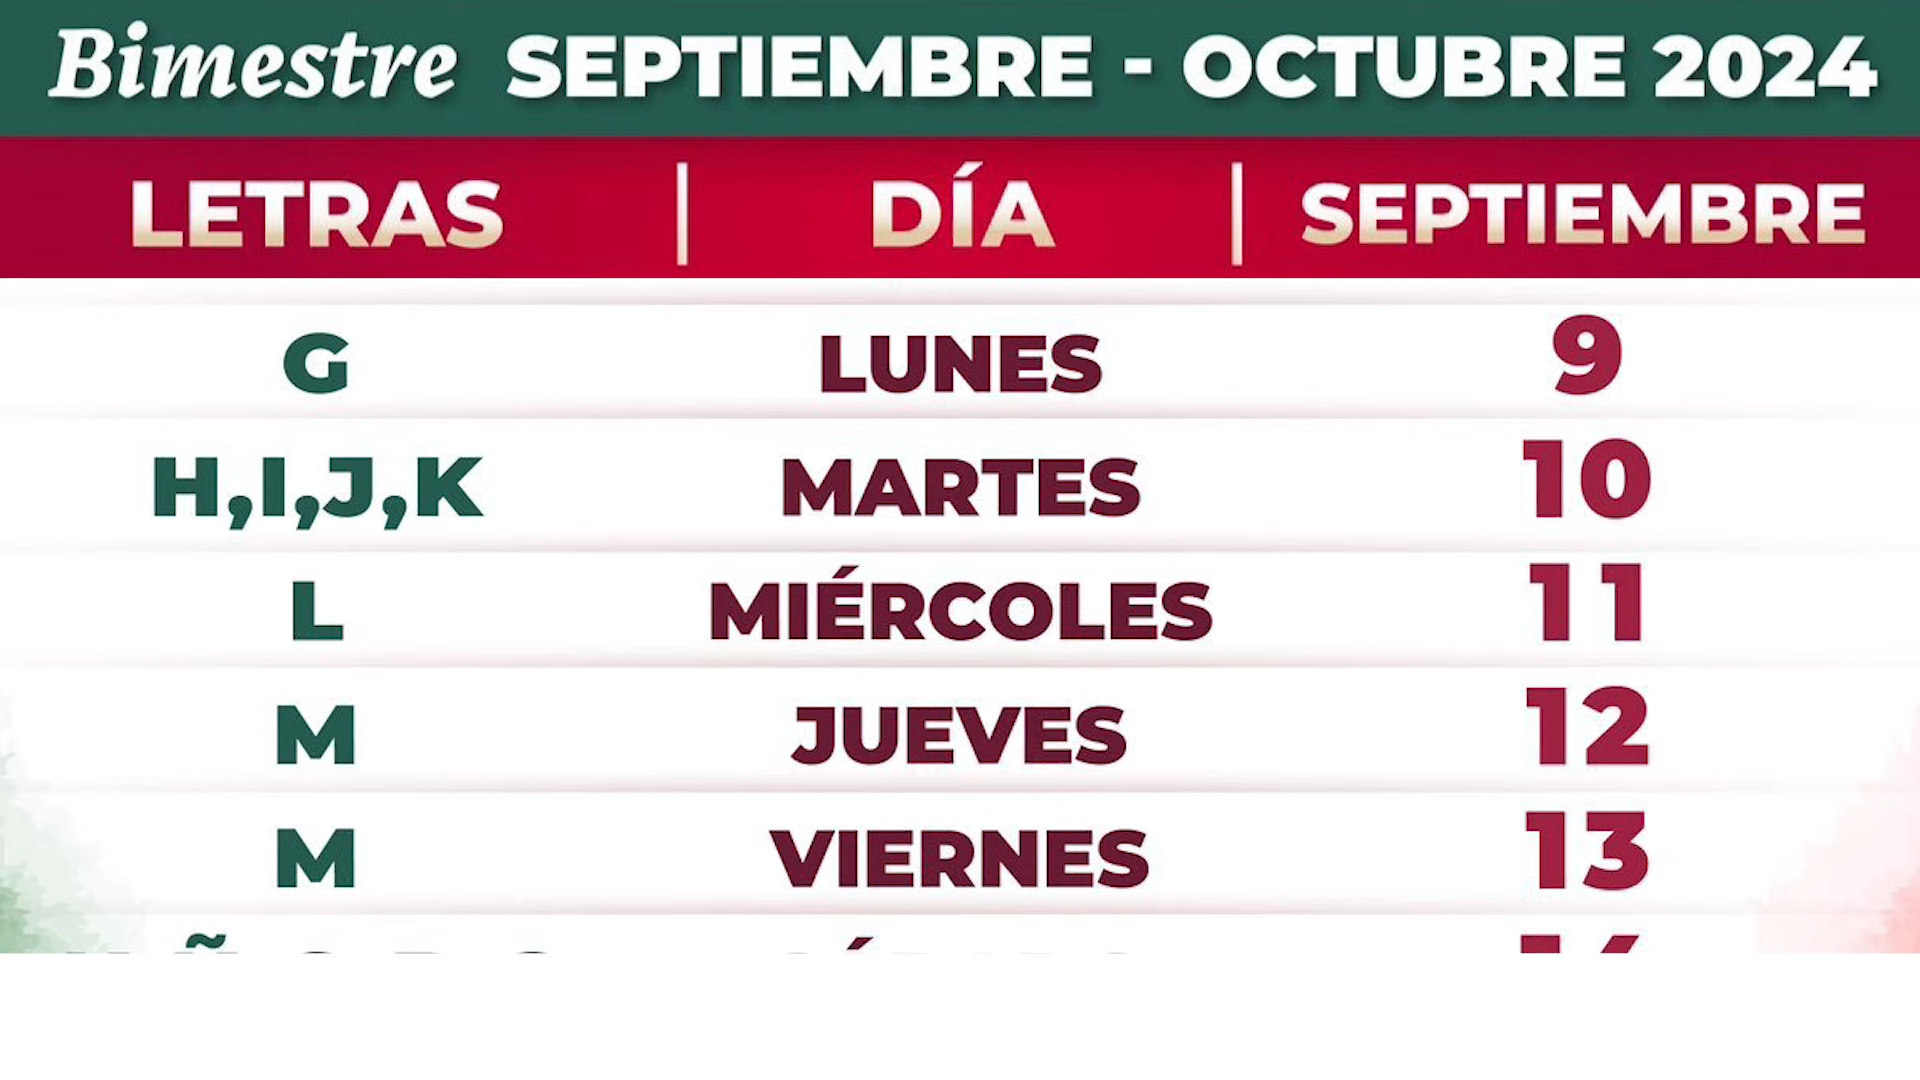 Bimestre SEPTIEMBRE - OCTUBRE 2024
LETRAS | DÍA | SEPTIEMBRE
G LUNES 9
H,I,J,K MARTES 10
L MIÉRCOLES 11
M JUEVES 12
M VIERNES 13